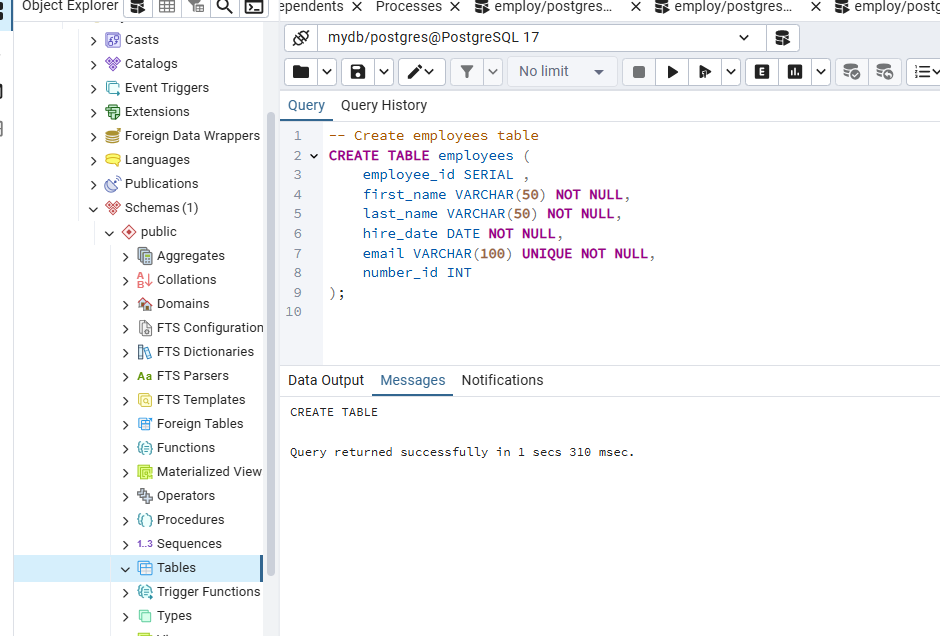 Object Explorer
ependents
Processes
employ/postgres...
employ/postgres...
employ/postg
mydb/postgres@PostgreSQL 17
No limit
E
Casts
Catalogs
Event Triggers
Extensions
Foreign Data Wrappers
Languages
Publications
Schemas (1)
public
Aggregates
Collations
Domains
FTS Configuration
FTS Dictionaries
Aa FTS Parsers
FTS Templates
Foreign Tables
Functions
Materialized View
Operators
Procedures
1..3 Sequences
Tables
Trigger Functions
Types
Query
Query History
1 -- Create employees table
2 CREATE TABLE employees (
3 employee_id SERIAL ,
4 first_name VARCHAR(50) NOT NULL,
5 last_name VARCHAR(50) NOT NULL,
6 hire_date DATE NOT NULL,
7 email VARCHAR(100) UNIQUE NOT NULL,
8 number_id INT
9 );
10
Data Output
Messages
Notifications
CREATE TABLE
Query returned successfully in 1 secs 310 msec.